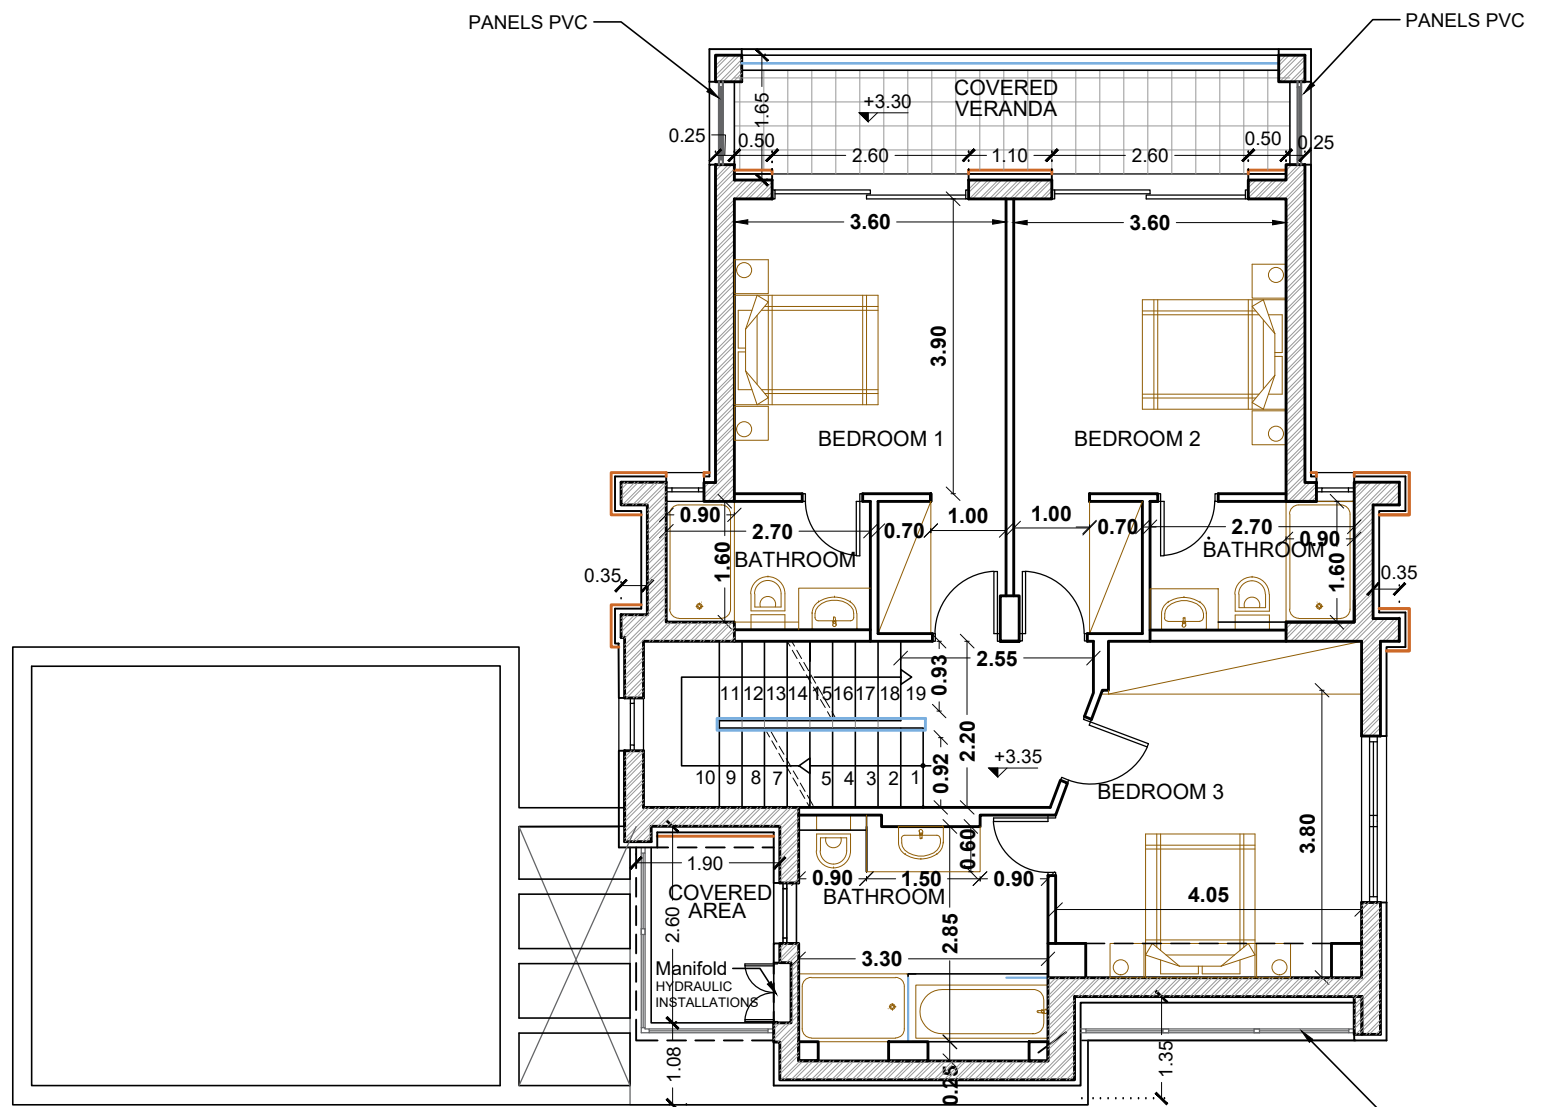 PANELS PVC
PANELS PVC
COVERED
VERANDA
+3.30
1.65
0.25
0.50
2.60
1.10
2.60
0.50
0.25
3.60
3.60
3.90
BEDROOM 1
BEDROOM 2
0.90
2.70
0.70
1.00
1.00
0.70
2.70
0.90
1.60
BATHROOM
BATHROOM
1.60
0.35
0.35
2.55
0.93
11 12 13 14 15 16 17 18 19
2.20
0.92
+3.35
10 9 8 7 5 4 3 2 1
BEDROOM 3
3.80
0.60
1.90
0.90
1.50
0.90
COVERED
AREA
BATHROOM
4.05
2.60
2.85
3.30
Manifold
HYDRAULIC
INSTALLATIONS
1.08
0.25
1.35